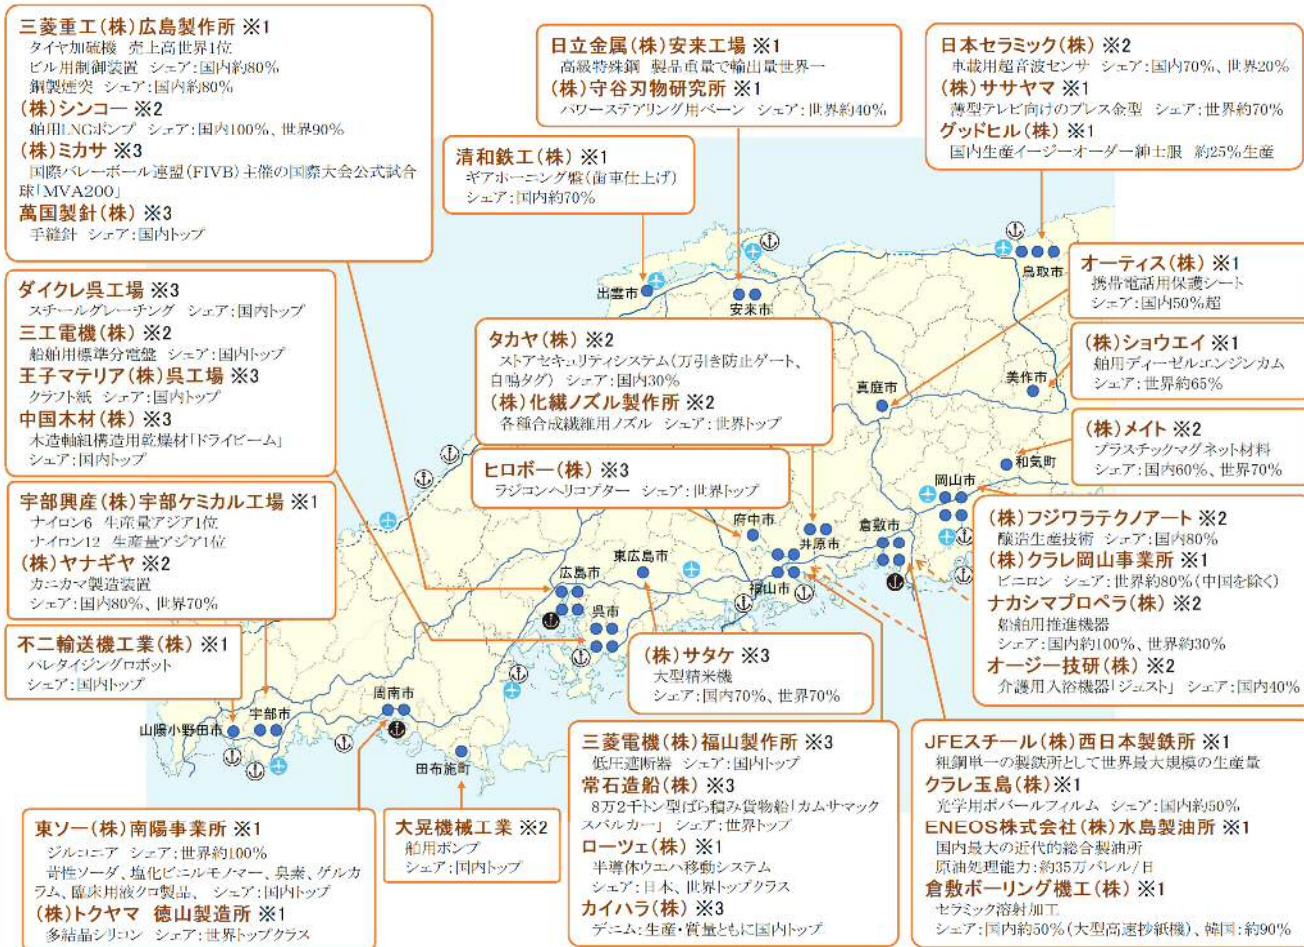 三菱重工(株)広島製作所 ※1
タイヤ加硫機 売上高世界1位
ビル用制御装置 シェア:国内約80%
鋼製煙突 シェア:国内約80%
(株)シンコー ※2
舶用LNGポンプ シェア:国内100%、世界90%
(株)ミカサ ※3
国際バレーボール連盟(FIVB)主催の国際大会公式試合
球「MVA200」
萬国製針(株) ※3
手縫針 シェア:国内トップ
日立金属(株)安来工場 ※1
高級特殊鋼 製品重量で輸出量世界一
(株)守谷刃物研究所 ※1
パワーステアリング用ベーン シェア:世界約40%
日本セラミック(株) ※2
車載用超音波センサ シェア:国内70%、世界20%
(株)ササヤマ ※1
薄型テレビ向けのプレス金型 シェア:世界約70%
グッドヒル(株) ※1
国内生産イージーオーダー紳士服 約25%生産
清和鉄工(株) ※1
ギアホーニング盤(歯車仕上げ)
シェア:国内約70%
オーティス(株) ※1
携帯電話用保護シート
シェア:国内50%超
ダイクレ呉工場 ※3
スチールグレーチング シェア:国内トップ
三工電機(株) ※2
船舶用標準分電盤 シェア:国内トップ
王子マテリア(株)呉工場 ※3
クラフト紙 シェア:国内トップ
中国木材(株) ※3
木造軸組構造用乾燥材「ドライビーム」
シェア:国内トップ
タカヤ(株) ※2
ストアセキュリティシステム(万引き防止ゲート、
自鳴タグ) シェア:国内30%
(株)化繊ノズル製作所 ※2
各種合成繊維用ノズル シェア:世界トップ
(株)ショウエイ ※1
舶用ディーゼルエンジンカム
シェア:世界約65%
(株)メイト ※2
プラスチックマグネット材料
シェア:国内60%、世界70%
ヒロボー(株) ※3
ラジコンヘリコプター シェア:世界トップ
宇部興産(株)宇部ケミカル工場 ※1
ナイロン6 生産量アジア1位
ナイロン12 生産量アジア1位
(株)ヤナギヤ ※2
カニカマ製造装置
シェア:国内80%、世界70%
(株)フジワラテクノアート ※2
醸造生産技術 シェア:国内80%
(株)クラレ岡山事業所 ※1
ビニロン シェア:世界約80%(中国を除く)
ナカシマプロペラ(株) ※2
船舶用推進機器
シェア:国内約100%、世界約30%
オージー技研(株) ※2
介護用入浴機器「ジュスト」 シェア:国内40%
不二輸送機工業(株) ※1
パレタイジングロボット
シェア:国内トップ
(株)サタケ ※3
大型精米機
シェア:国内70%、世界70%
出雲市
安来市
鳥取市
真庭市
美作市
和気町
岡山市
府中市
井原市
倉敷市
東広島市
広島市
福山市
呉市
周南市
宇部市
山陽小野田市
田布施町
東ソー(株)南陽事業所 ※1
ジルコニア シェア:世界約100%
苛性ソーダ、塩化ビニルモノマー、臭素、ゲルカ
ラム、臨床用液クロ製品、 シェア:国内トップ
(株)トクヤマ 徳山製造所 ※1
多結晶シリコン シェア:世界トップクラス
大晃機械工業 ※2
舶用ポンプ
シェア:国内トップ
三菱電機(株)福山製作所 ※3
低圧遮断器 シェア:国内トップ
常石造船(株) ※3
8万2千トン型ばら積み貨物船「カムサマック
スバルカー」 シェア:世界トップ
ローツェ(株) ※1
半導体ウエハ移動システム
シェア:日本、世界トップクラス
カイハラ(株) ※3
デニム:生産・質量ともに国内トップ
JFEスチール(株)西日本製鉄所 ※1
粗鋼単一の製鉄所として世界最大規模の生産量
クラレ玉島(株)※1
光学用ポバールフィルム シェア:国内約50%
ENEOS株式会社(株)水島製油所 ※1
国内最大の近代的総合製油所
原油処理能力:約35万バレル/日
倉敷ボーリング機工(株) ※1
セラミック溶射加工
シェア:国内約50%(大型高速抄紙機)、韓国:約90%